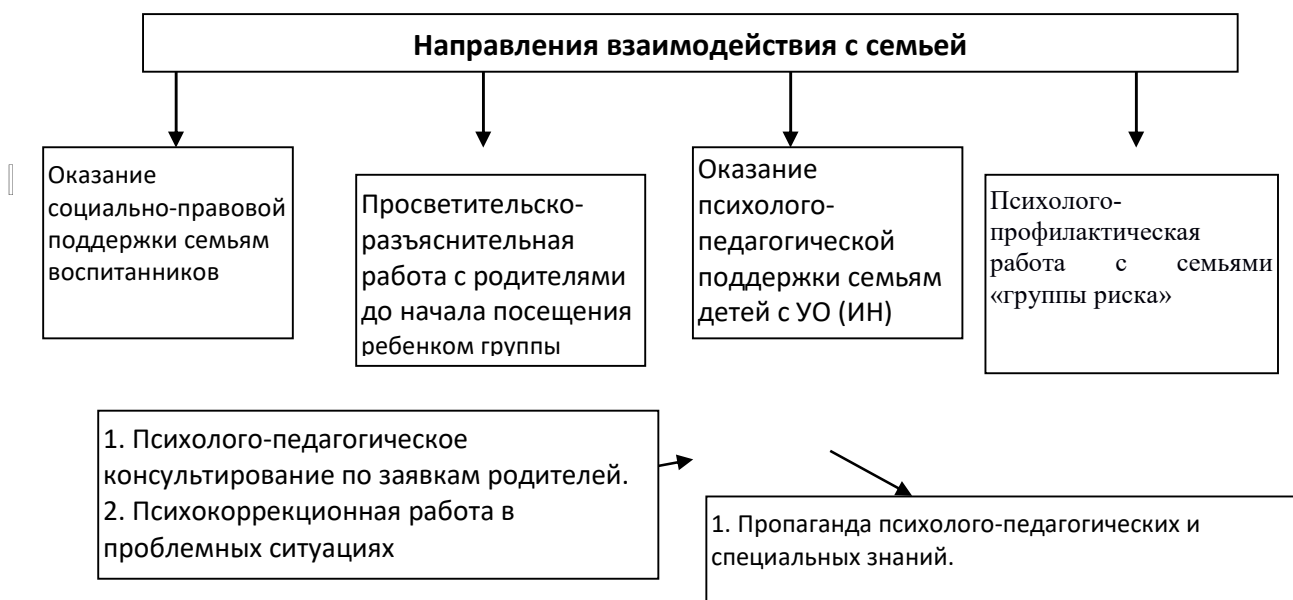 Направления взаимодействия с семьей
Оказание
социально-правовой
поддержки семьям
воспитанников
Просветительско-
разъяснительная
работа с родителями
до начала посещения
ребенком группы
Оказание
психолого-
педагогической
поддержки семьям
детей с УО (ИН)
Психолого-
профилактическая
работа с семьями
«группы риска»
1. Психолого-педагогическое
консультирование по заявкам родителей.
2. Психокоррекционная работа в
проблемных ситуациях
1. Пропаганда психолого-педагогических и
специальных знаний.